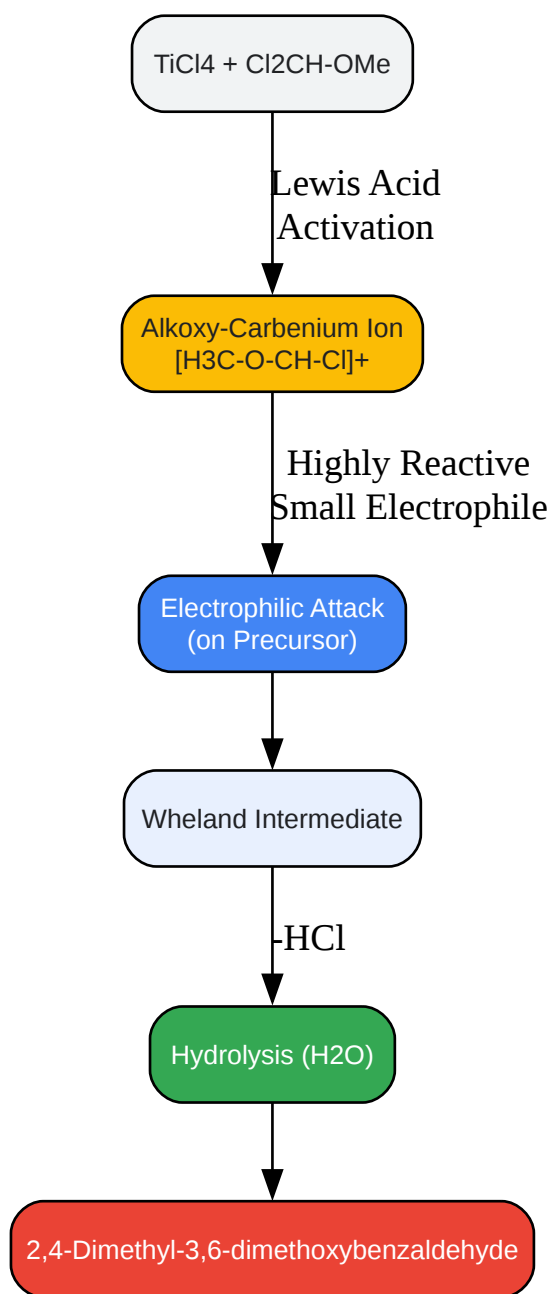 TiCl4 + Cl2CH-OMe
Lewis Acid
Activation
Alkoxy-Carbenium Ion
[H3C-O-CH-Cl]+
Highly Reactive
Small Electrophile
Electrophilic Attack
(on Precursor)
Wheland Intermediate
-HCl
Hydrolysis (H2O)
2,4-Dimethyl-3,6-dimethoxybenzaldehyde